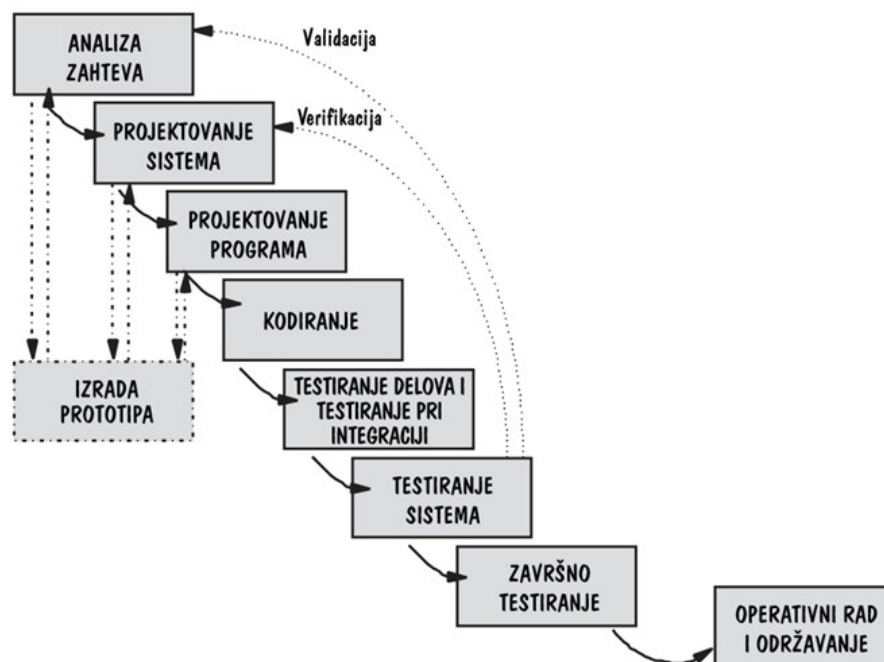 ANALIZA
ZAHTEVA
Validacija
PROJEKTOVANJE
SISTEMA
Verifikacija
PROJEKTOVANJE
PROGRAMA
KODIRANJE
IZRADA
PROTOTIPA
TESTIRANJE DELOVA I
TESTIRANJE PRI
INTEGRACIJI
TESTIRANJE
SISTEMA
ZAVRŠNO
TESTIRANJE
OPERATIVNI RAD
I ODRŽAVANJE